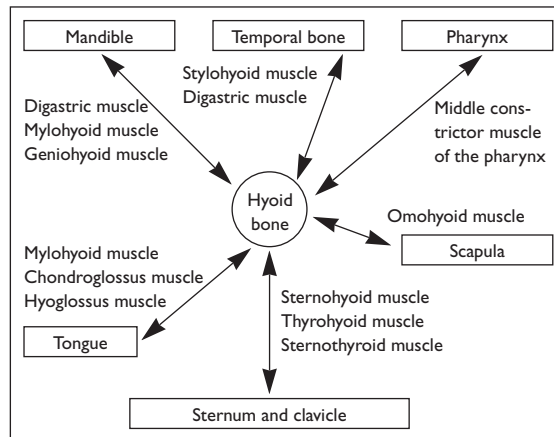 Mandible
Temporal bone
Pharynx
Stylohyoid muscle
Digastric muscle
Digastric muscle
Mylohyoid muscle
Geniohyoid muscle
Middle cons-
trictor muscle
of the pharynx
Hyoid
bone
Omohyoid muscle
Scapula
Mylohyoid muscle
Chondroglossus muscle
Hyoglossus muscle
Tongue
Sternohyoid muscle
Thyrohyoid muscle
Sternothyroid muscle
Sternum and clavicle